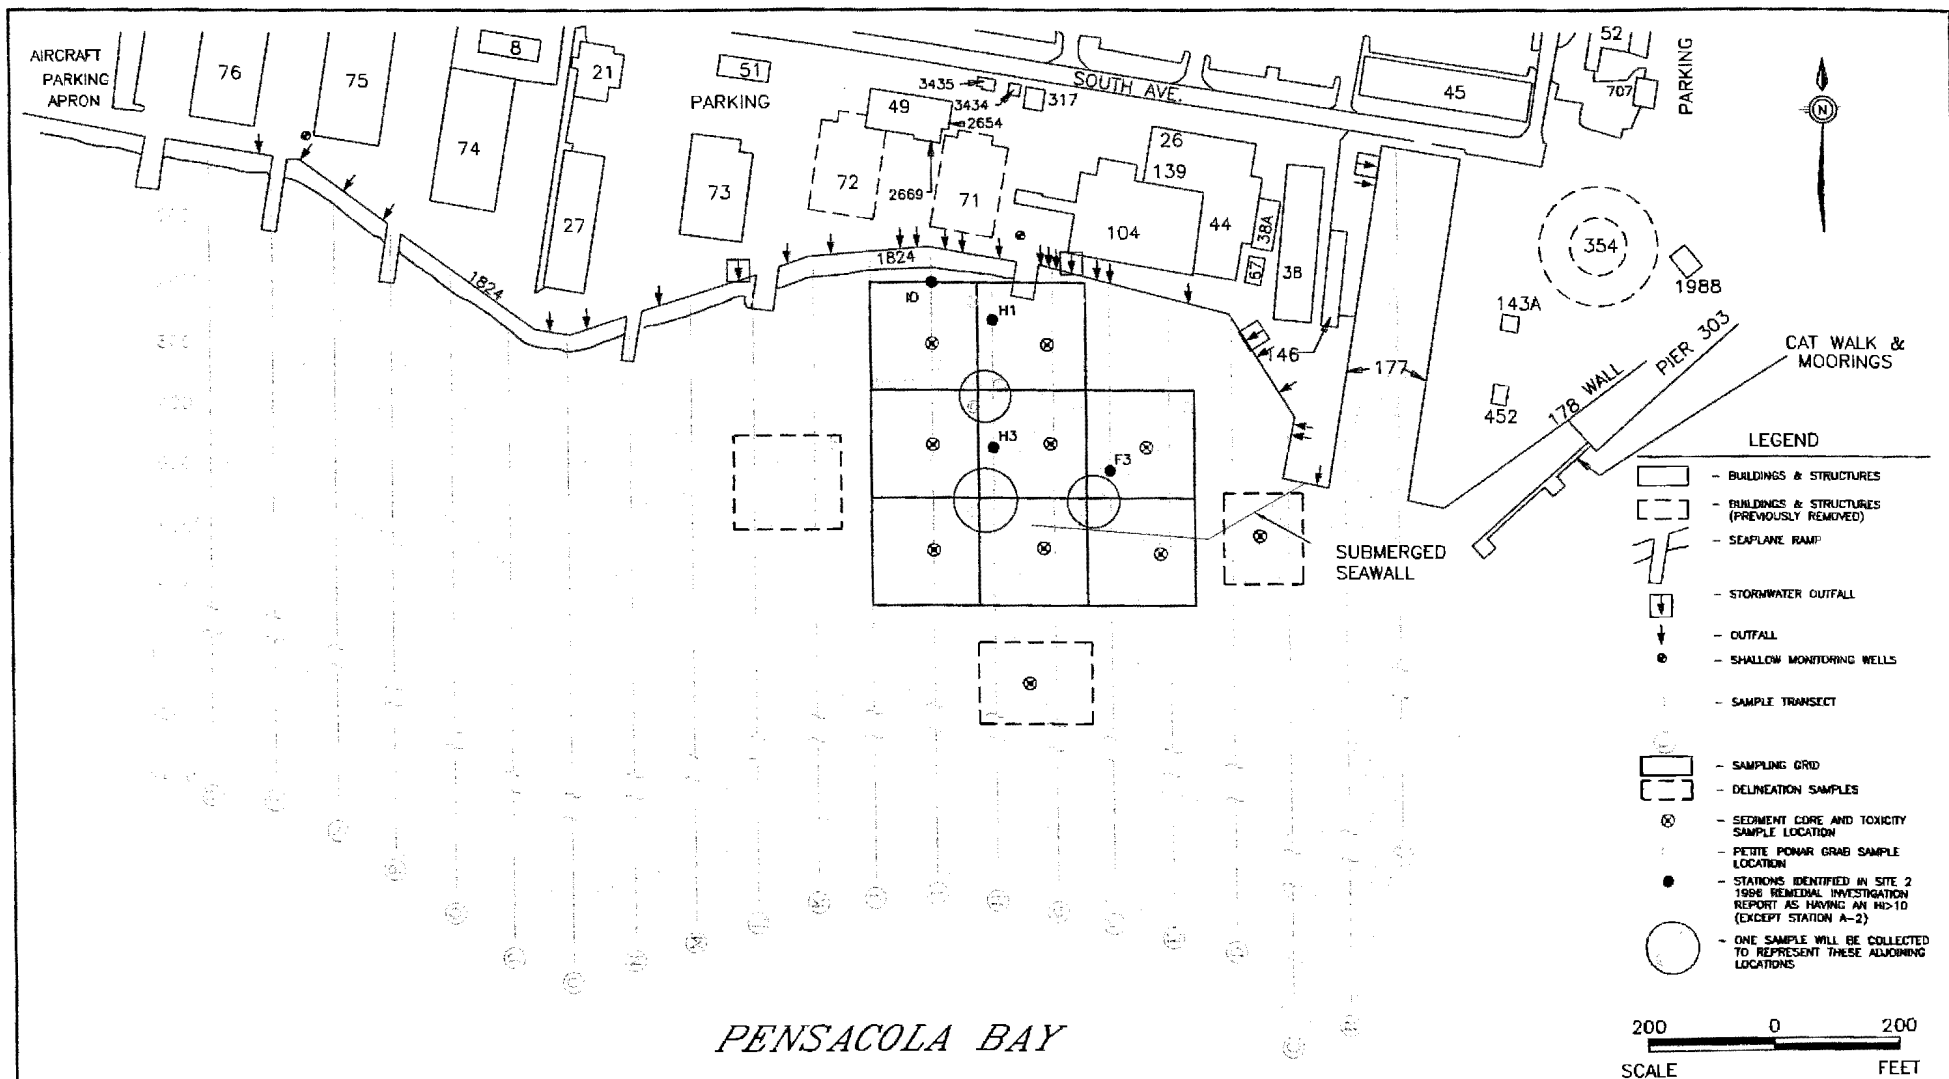 AIRCRAFT
PARKING
APRON
76
75
8
21
51
PARKING
3435
3434
317
SOUTH AVE.
45
52
707
PARKING
49
2654
74
27
73
72
2669
71
26
139
104
44
38A
67
38
354
1988
143A
452
N
1824
1824
146
177
178 WALL
PIER 303
CAT WALK &
MOORINGS
H1
H3
F3
SUBMERGED
SEAWALL
LEGEND
- BUILDINGS & STRUCTURES
- BUILDINGS & STRUCTURES
(PREVIOUSLY REMOVED)
- SEAPLANE RAMP
- STORMWATER OUTFALL
- OUTFALL
- SHALLOW MONITORING WELLS
- SAMPLE TRANSECT
- SAMPLING GRID
- DELINEATION SAMPLES
- SEDIMENT CORE AND TOXICITY
SAMPLE LOCATION
- PETITE PONAR GRAB SAMPLE
LOCATION
- STATIONS IDENTIFIED IN SITE 2
1996 REMEDIAL INVESTIGATION
REPORT AS HAVING AN HI>10
(EXCEPT STATION A-2)
- ONE SAMPLE WILL BE COLLECTED
TO REPRESENT THESE ADJOINING
LOCATIONS
PENSACOLA BAY
200 0 200
SCALE FEET